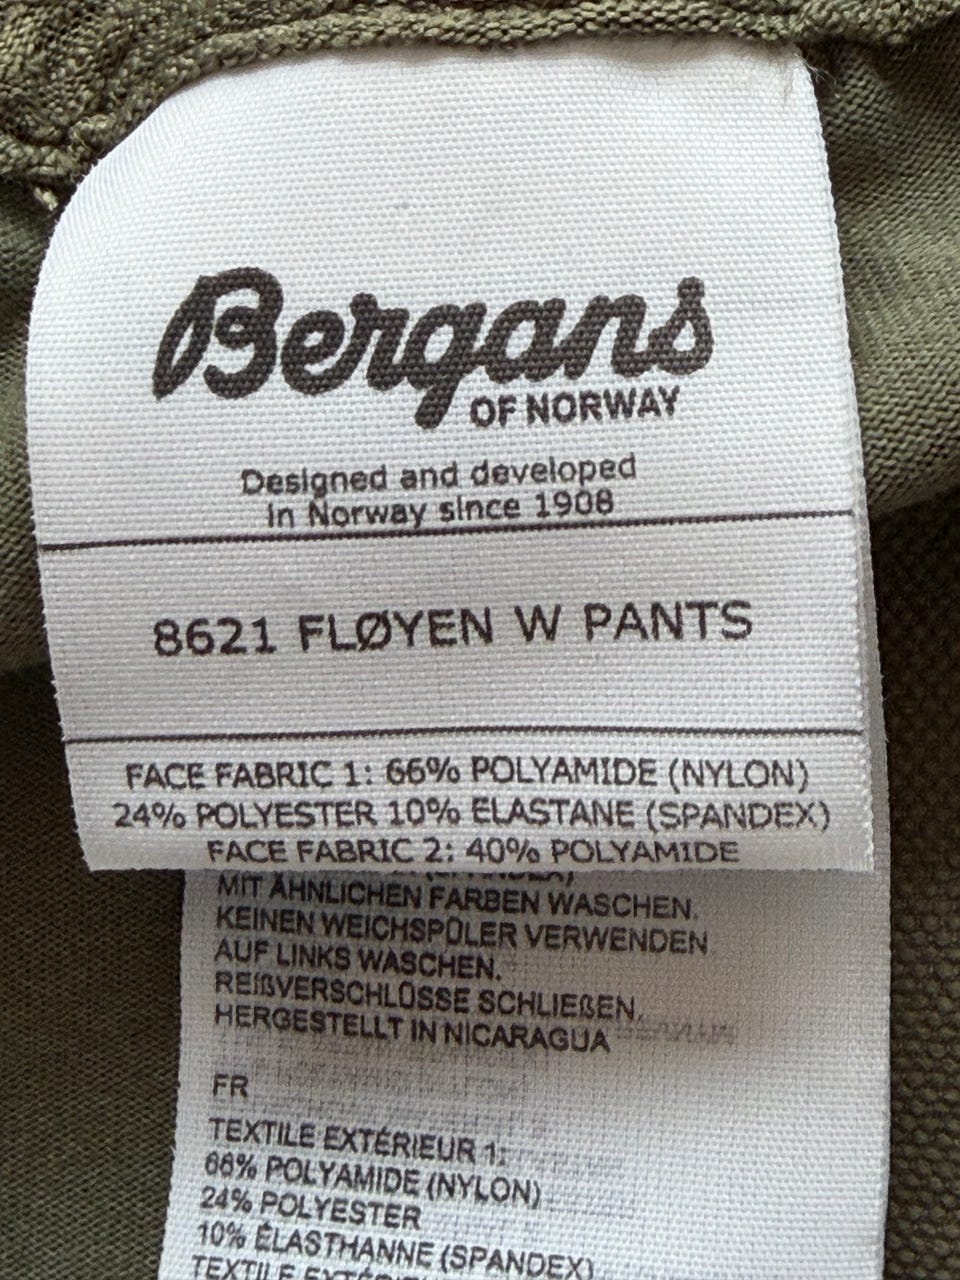 Bergans
OF NORWAY
Designed and developed
in Norway since 1908
8621 FLØYEN W PANTS
FACE FABRIC 1: 66% POLYAMIDE (NYLON)
24% POLYESTER 10% ELASTANE (SPANDEX)
FACE FABRIC 2: 40% POLYAMIDE
MIT ÄHNLICHEN FARBEN WASCHEN.
KEINEN WEICHSPÜLER VERWENDEN
AUF LINKS WASCHEN.
REIßVERSCHLÜSSE SCHLIEßEN.
HERGESTELLT IN NICARAGUA
FR
TEXTILE EXTÉRIEUR 1:
66% POLYAMIDE (NYLON)
24% POLYESTER
10% ÉLASTHANNE (SPANDEX)
TEXTILE EXTÉRIEUR